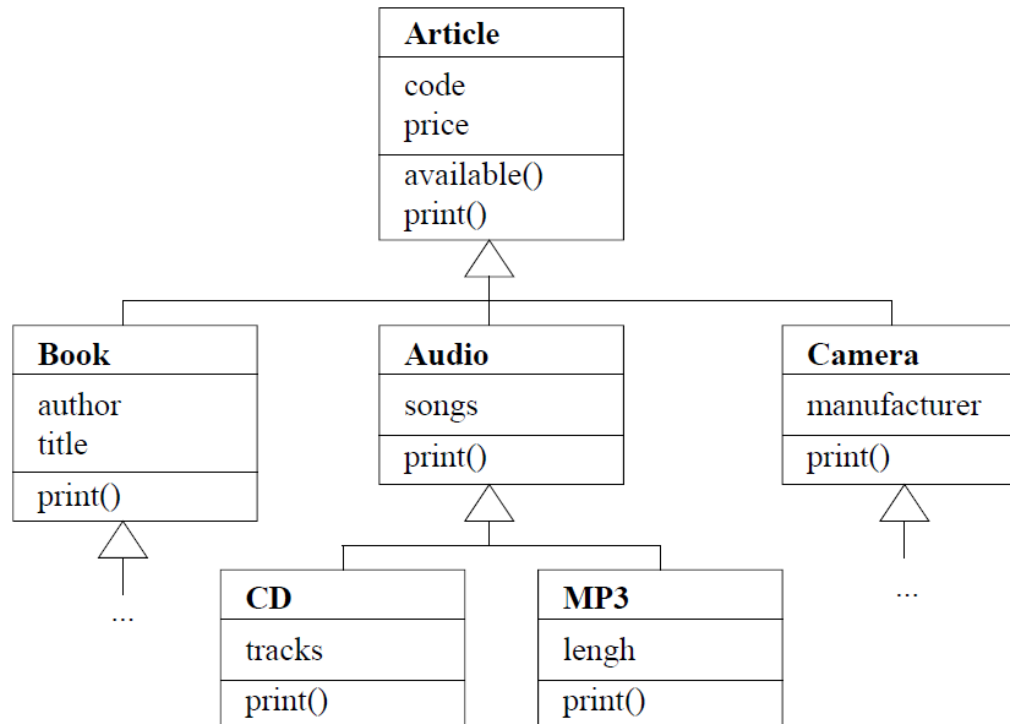 Article
code
price
available()
print()
Book
author
title
print()
Audio
songs
print()
Camera
manufacturer
print()
...
...
CD
tracks
print()
MP3
lengh
print()